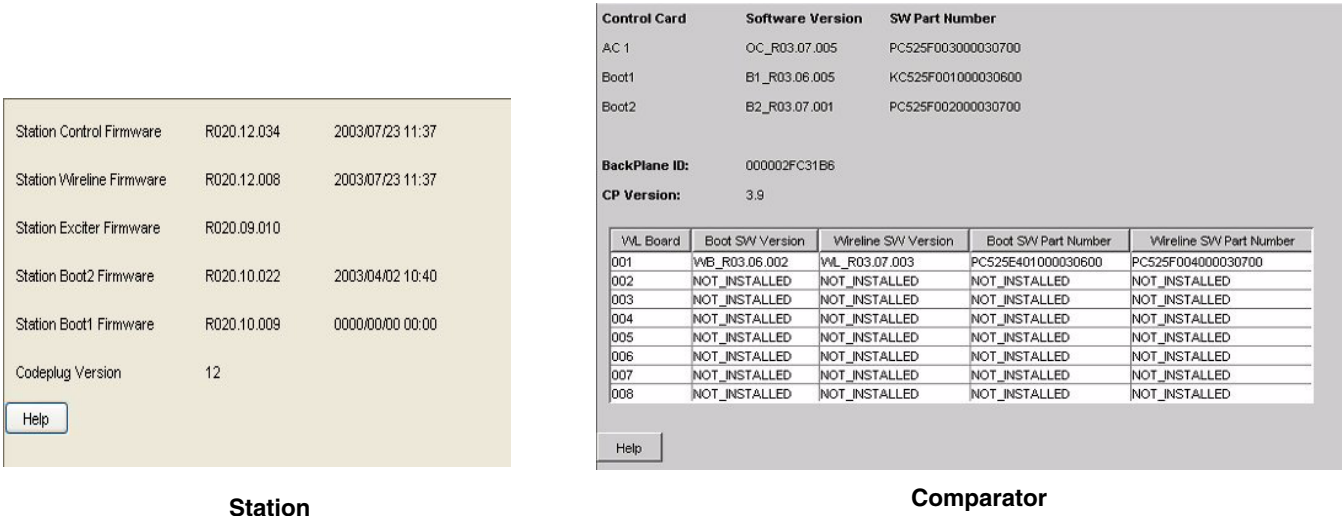 Station Control Firmware R020.12.034 2003/07/23 11:37
Station Wireline Firmware R020.12.008 2003/07/23 11:37
Station Exciter Firmware R020.09.010
Station Boot2 Firmware R020.10.022 2003/04/02 10:40
Station Boot1 Firmware R020.10.009 0000/00/00 00:00
Codeplug Version 12
Help
Station
Control Card Software Version SW Part Number
AC 1 OC_R03.07.005 PC525F003000030700
Boot1 B1_R03.06.005 KC525F001000030600
Boot2 B2_R03.07.001 PC525F002000030700
BackPlane ID: 000002FC31B6
CP Version: 3.9
WL Board Boot SW Version Wireline SW Version Boot SW Part Number Wireline SW Part Number
001 WB_R03.06.002 WL_R03.07.003 PC525E401000030600 PC525F004000030700
002 NOT_INSTALLED NOT_INSTALLED NOT_INSTALLED NOT_INSTALLED
003 NOT_INSTALLED NOT_INSTALLED NOT_INSTALLED NOT_INSTALLED
004 NOT_INSTALLED NOT_INSTALLED NOT_INSTALLED NOT_INSTALLED
005 NOT_INSTALLED NOT_INSTALLED NOT_INSTALLED NOT_INSTALLED
006 NOT_INSTALLED NOT_INSTALLED NOT_INSTALLED NOT_INSTALLED
007 NOT_INSTALLED NOT_INSTALLED NOT_INSTALLED NOT_INSTALLED
008 NOT_INSTALLED NOT_INSTALLED NOT_INSTALLED NOT_INSTALLED
Help
Comparator